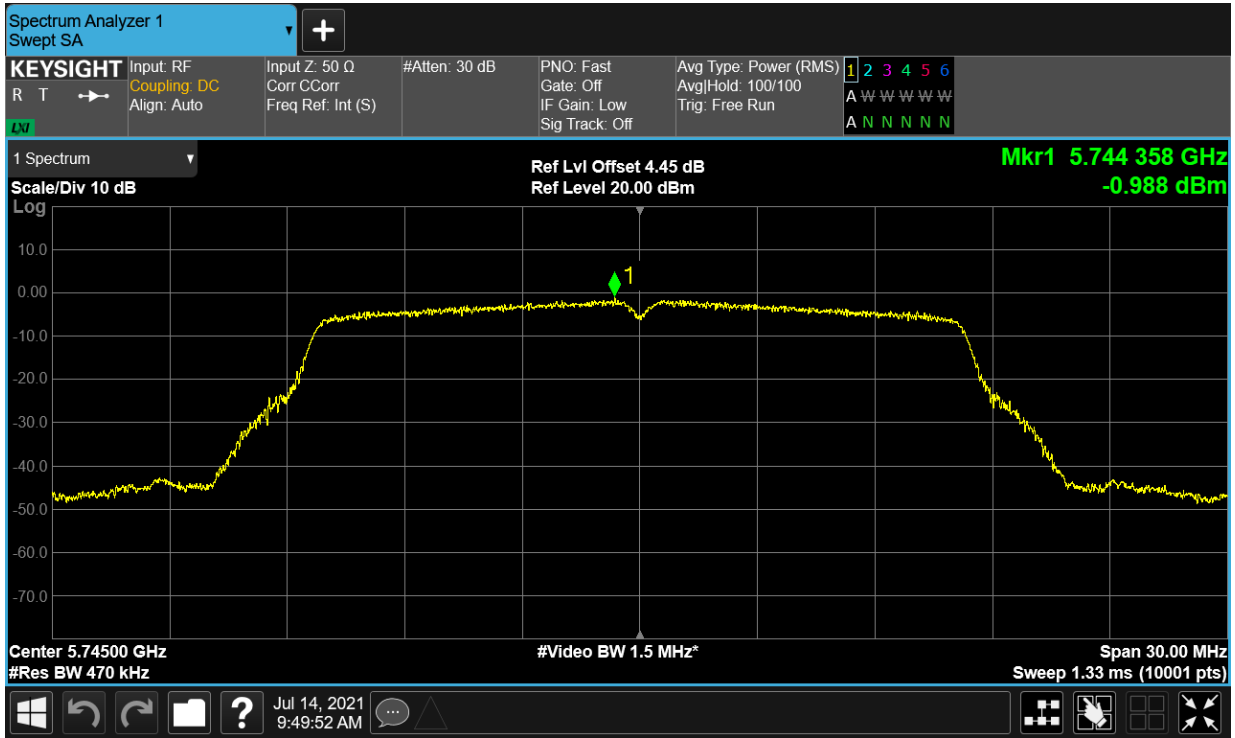 Spectrum Analyzer 1
Swept SA
KEYSIGHT
R T
LXI
Input: RF
Coupling: DC
Align: Auto
Input Z: 50 Ω
Corr CCorr
Freq Ref: Int (S)
#Atten: 30 dB
PNO: Fast
Gate: Off
IF Gain: Low
Sig Track: Off
Avg Type: Power (RMS)
Avg|Hold: 100/100
Trig: Free Run
1 2 3 4 5 6
A W W W W W
A N N N N N
1 Spectrum
Scale/Div 10 dB
Log
Ref Lvl Offset 4.45 dB
Ref Level 20.00 dBm
Mkr1 5.744 358 GHz
-0.988 dBm
1
10.0
0.00
-10.0
-20.0
-30.0
-40.0
-50.0
-60.0
-70.0
Center 5.74500 GHz
#Res BW 470 kHz
#Video BW 1.5 MHz*
Span 30.00 MHz
Sweep 1.33 ms (10001 pts)
?
Jul 14, 2021
9:49:52 AM